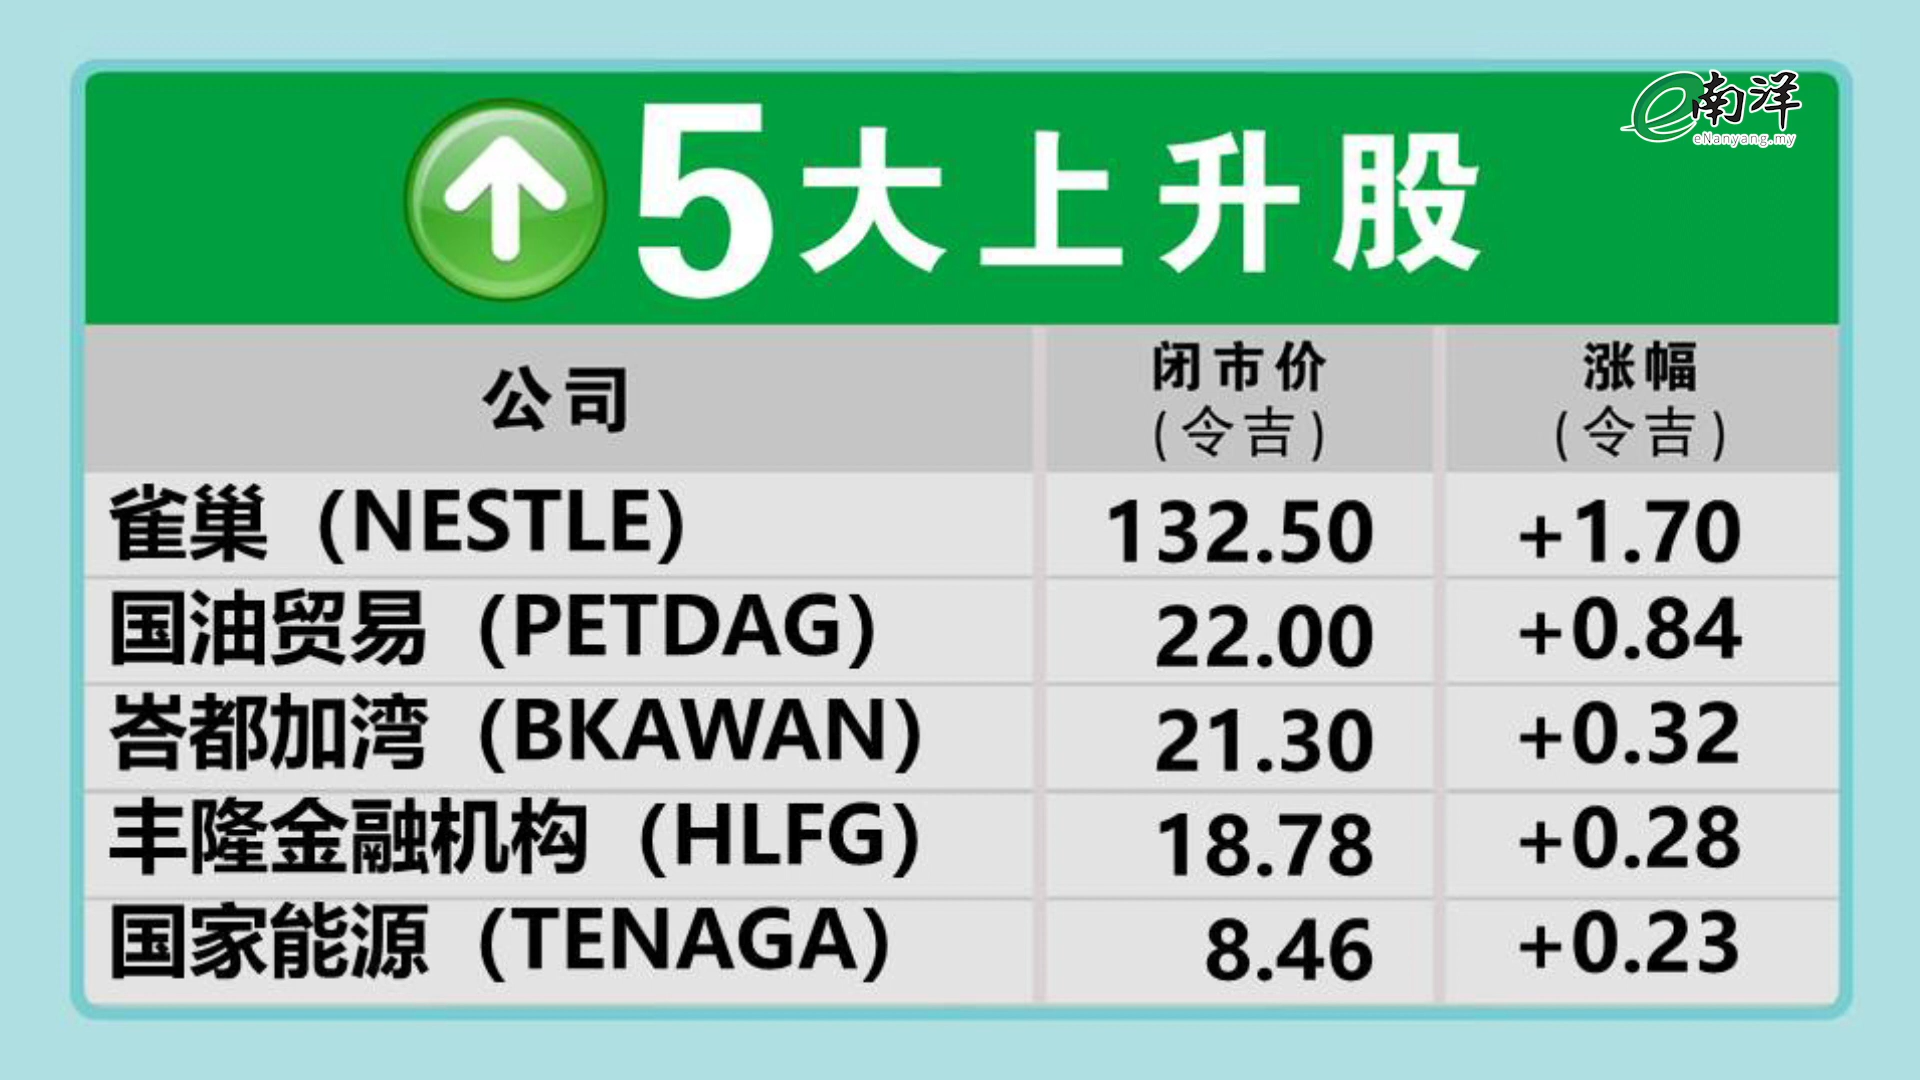 e南洋
eNanyang.my
5大上升股
公司 闭市价 (令吉) 涨幅 (令吉)
雀巢（NESTLE) 132.50 +1.70
国油贸易（PETDAG） 22.00 +0.84
峇都加湾（BKAWAN） 21.30 +0.32
丰隆金融机构（HLFG） 18.78 +0.28
国家能源（TENAGA） 8.46 +0.23